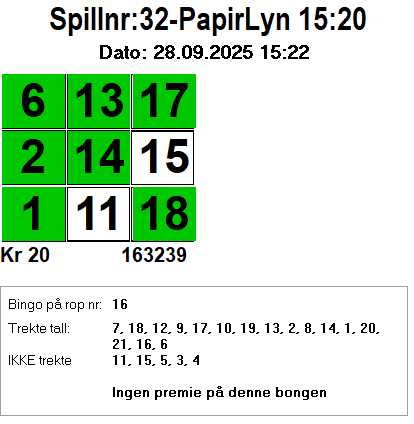 Spillnr:32-PapirLyn 15:20
Dato: 28.09.2025 15:22
6 13 17
2 14 15
1 11 18
Kr 20 163239
Bingo på rop nr: 16
Trekte tall: 7, 18, 12, 9, 17, 10, 19, 13, 2, 8, 14, 1, 20,
21, 16, 6
IKKE trekte 11, 15, 5, 3, 4
Ingen premie på denne bongen